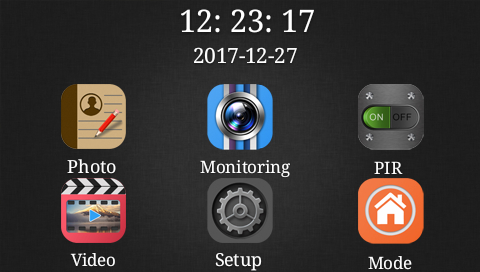 12: 23: 17
2017-12-27
ON OFF
Photo Monitoring PIR
Video Setup Mode